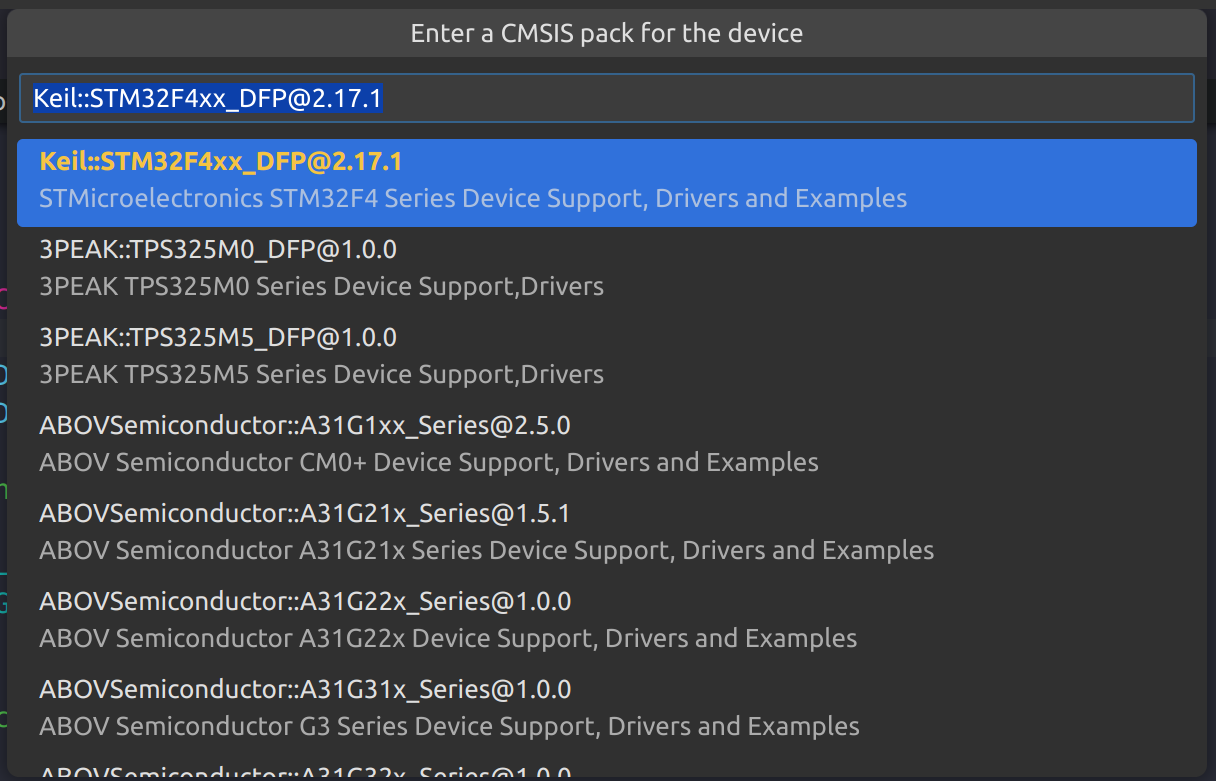 Enter a CMSIS pack for the device
Keil::STM32F4xx_DFP@2.17.1
Keil::STM32F4xx_DFP@2.17.1
STMicroelectronics STM32F4 Series Device Support, Drivers and Examples
3PEAK::TPS325M0_DFP@1.0.0
3PEAK TPS325M0 Series Device Support,Drivers
3PEAK::TPS325M5_DFP@1.0.0
3PEAK TPS325M5 Series Device Support,Drivers
ABOVSemiconductor::A31G1xx_Series@2.5.0
ABOV Semiconductor CM0+ Device Support, Drivers and Examples
ABOVSemiconductor::A31G21x_Series@1.5.1
ABOV Semiconductor A31G21x Series Device Support, Drivers and Examples
ABOVSemiconductor::A31G22x_Series@1.0.0
ABOV Semiconductor A31G22x Device Support, Drivers and Examples
ABOVSemiconductor::A31G31x_Series@1.0.0
ABOV Semiconductor G3 Series Device Support, Drivers and Examples
ABOVSemiconductor::A31G32x_Series@1.0.0